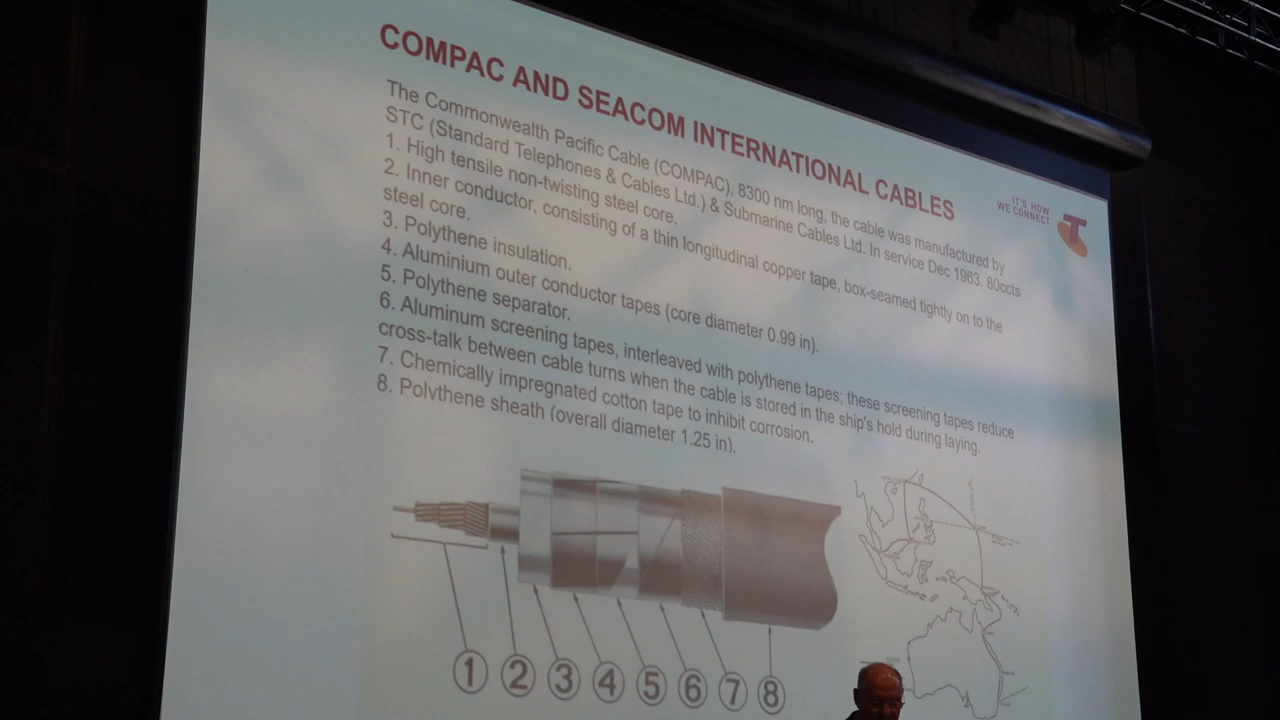 COMPAC AND SEACOM INTERNATIONAL CABLES
The Commonwealth Pacific Cable (COMPAC), 8300 nm long, the cable was manufactured by
STC (Standard Telephones & Cables Ltd.) & Submarine Cables Ltd. In service Dec 1963. 80ccts
1. High tensile non-twisting steel core.
2. Inner conductor, consisting of a thin longitudinal copper tape, box-seamed tightly on to the
steel core.
3. Polythene insulation.
4. Aluminium outer conductor tapes (core diameter 0.99 in).
5. Polythene separator.
6. Aluminum screening tapes, interleaved with polythene tapes; these screening tapes reduce
cross-talk between cable turns when the cable is stored in the ship's hold during laying.
7. Chemically impregnated cotton tape to inhibit corrosion.
8. Polythene sheath (overall diameter 1.25 in).
IT'S HOW
WE CONNECT
T
1 2 3 4 5 6 7 8